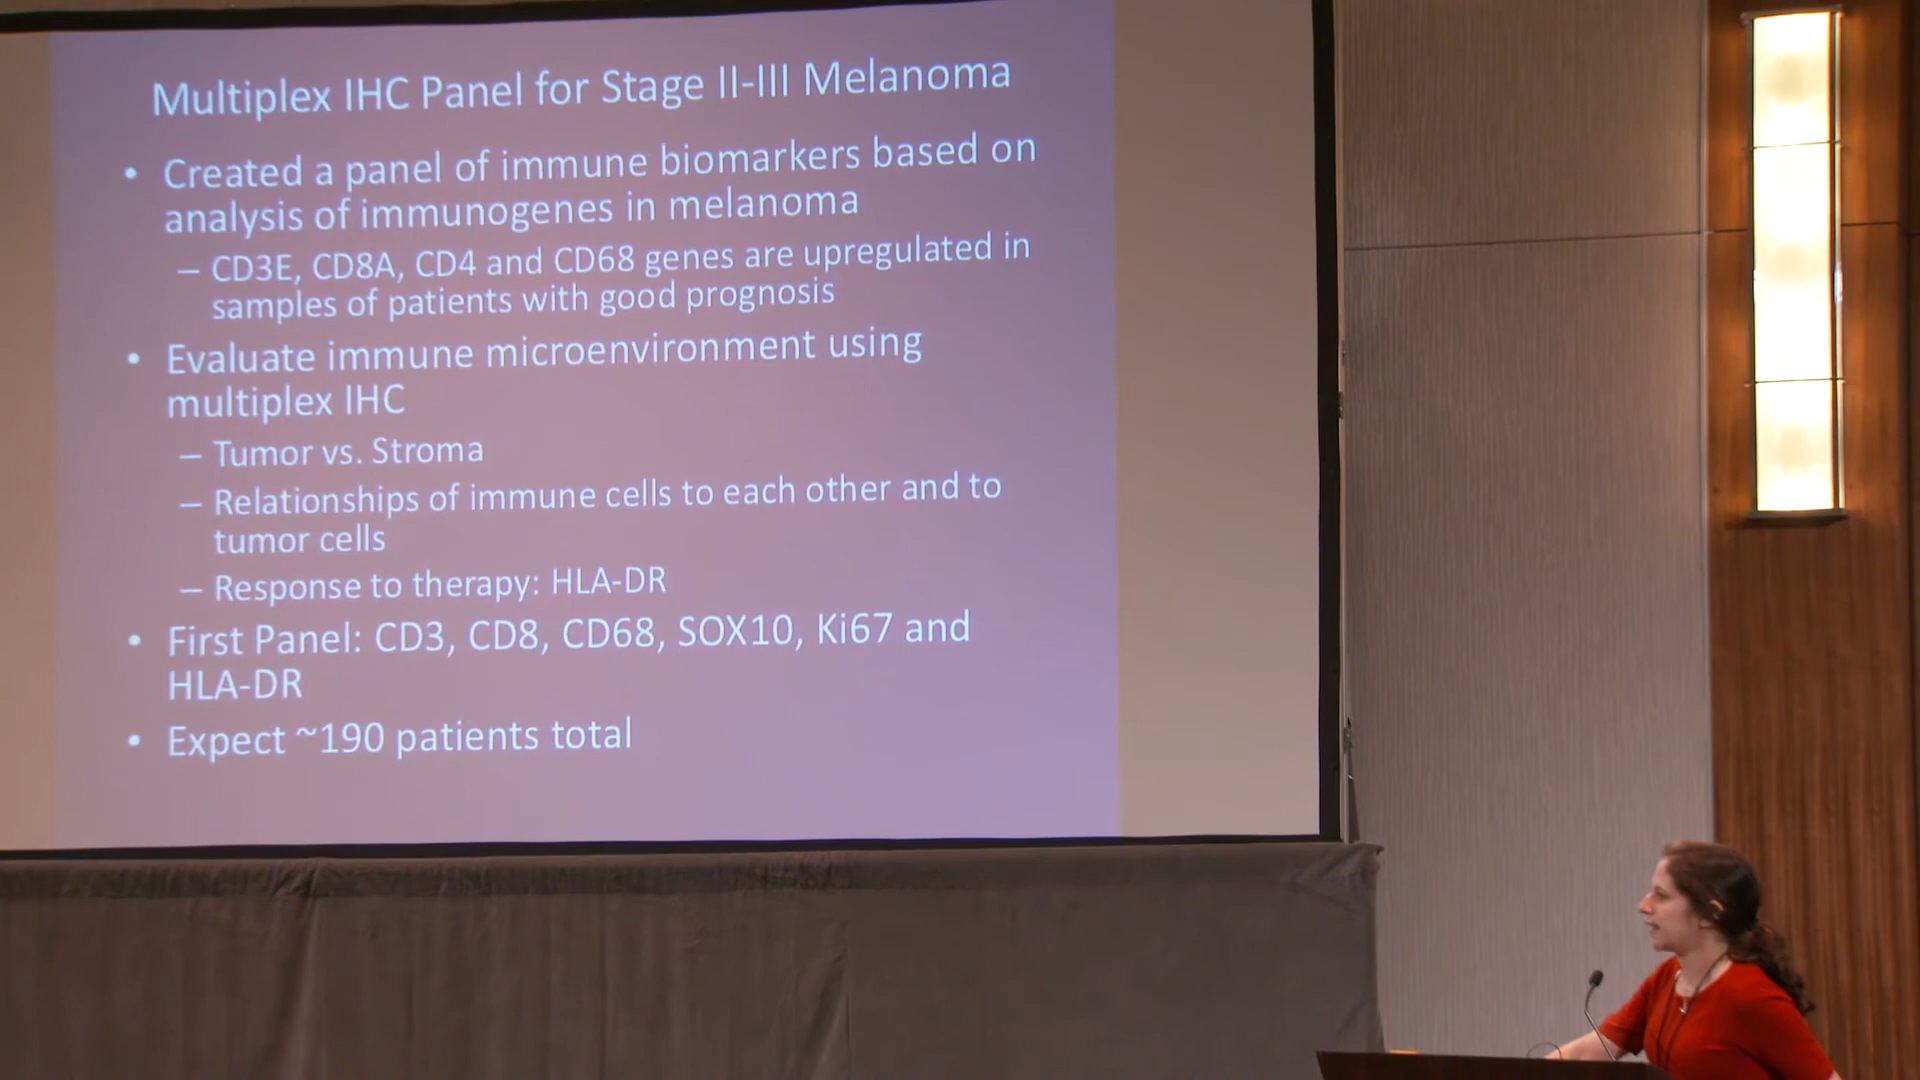 Multiplex IHC Panel for Stage II-III Melanoma
• Created a panel of immune biomarkers based on
analysis of immunogenes in melanoma
– CD3E, CD8A, CD4 and CD68 genes are upregulated in
samples of patients with good prognosis
• Evaluate immune microenvironment using
multiplex IHC
– Tumor vs. Stroma
– Relationships of immune cells to each other and to
tumor cells
– Response to therapy: HLA-DR
• First Panel: CD3, CD8, CD68, SOX10, Ki67 and
HLA-DR
• Expect ~190 patients total